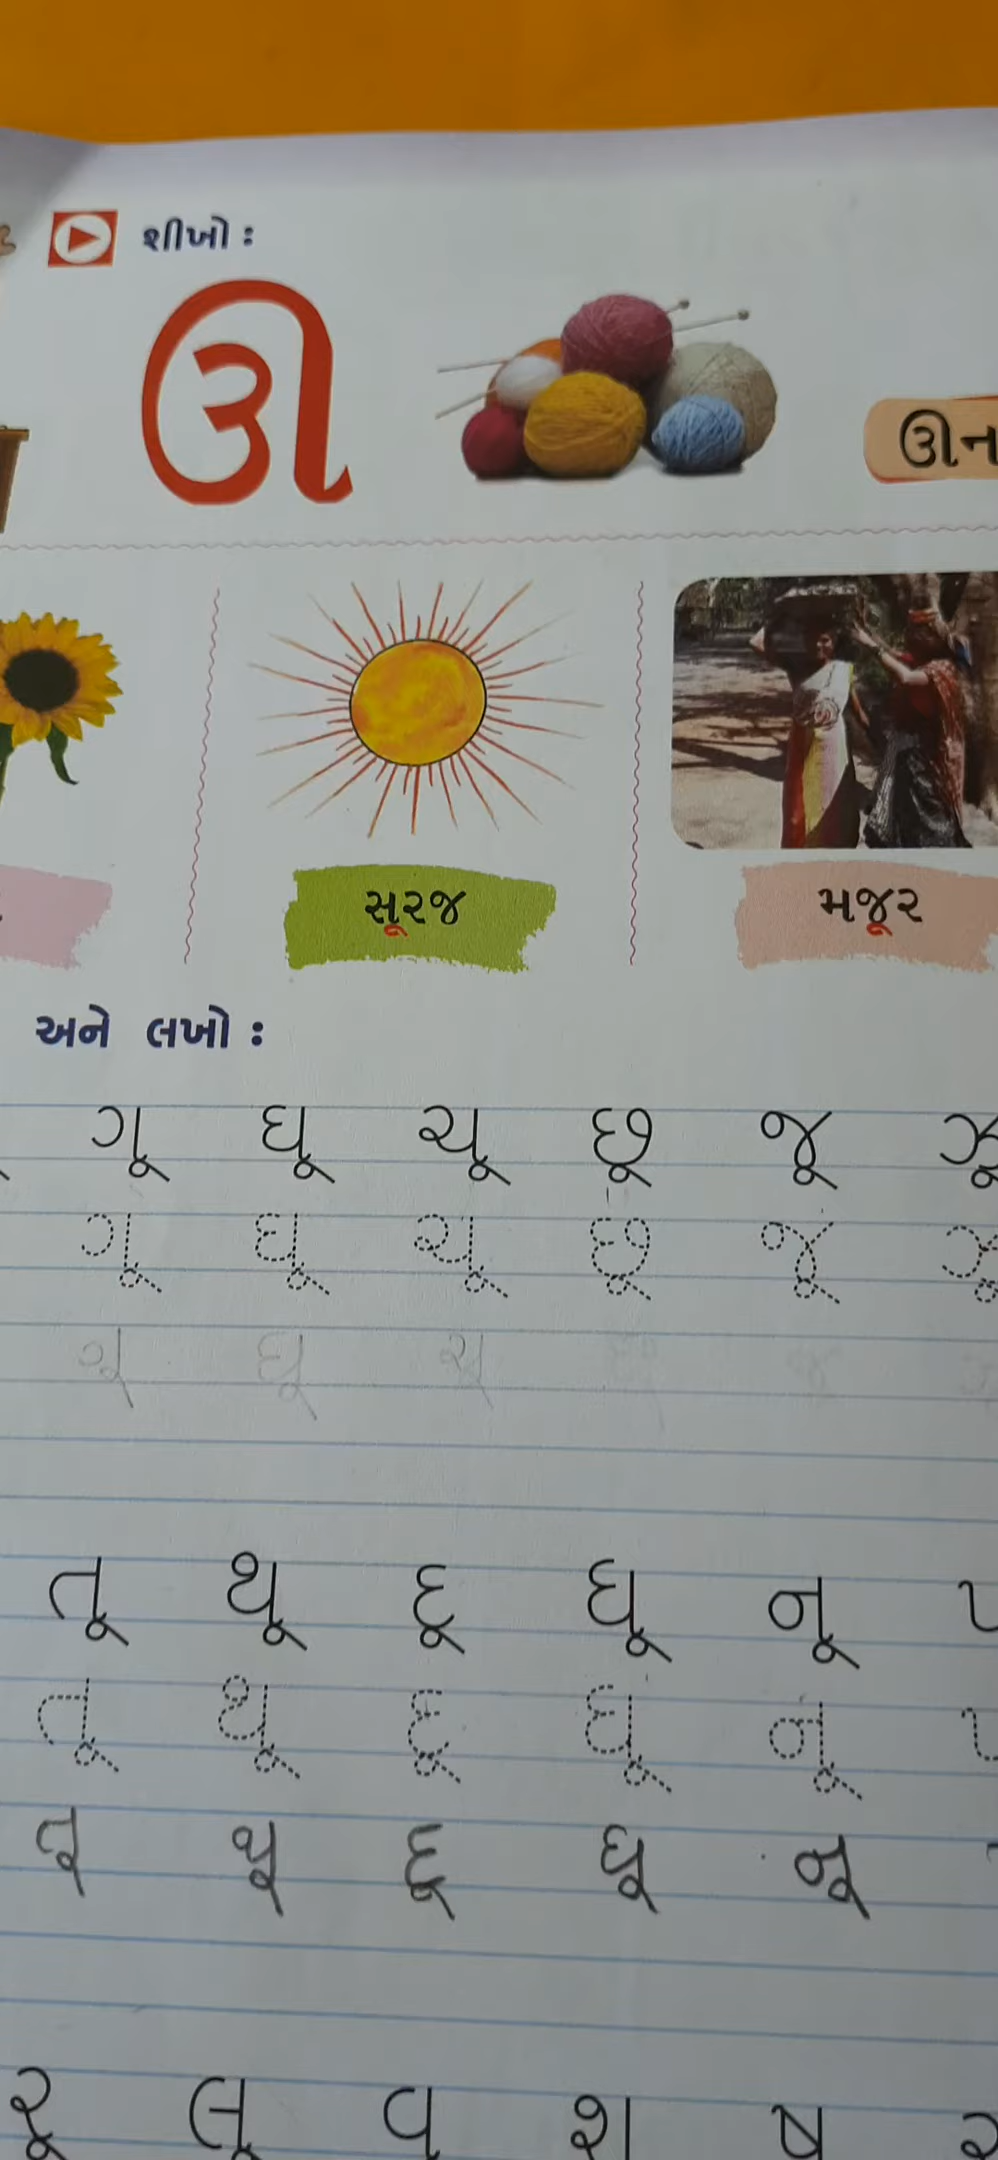 શીખો :
ઊ
ઊન
સૂરજ મજૂર
અને લખો :
ગૂ ઘૂ ચૂ છૂ જૂ ઝૂ
ગૂ ઘૂ ચૂ છૂ જૂ ઝૂ
ગૂ ઘૂ ચૂ
તૂ થૂ દૂ ધૂ નૂ
તૂ થૂ દૂ ધૂ નૂ
તૂ થૂ દૂ ધૂ નૂ
રૂ લૂ